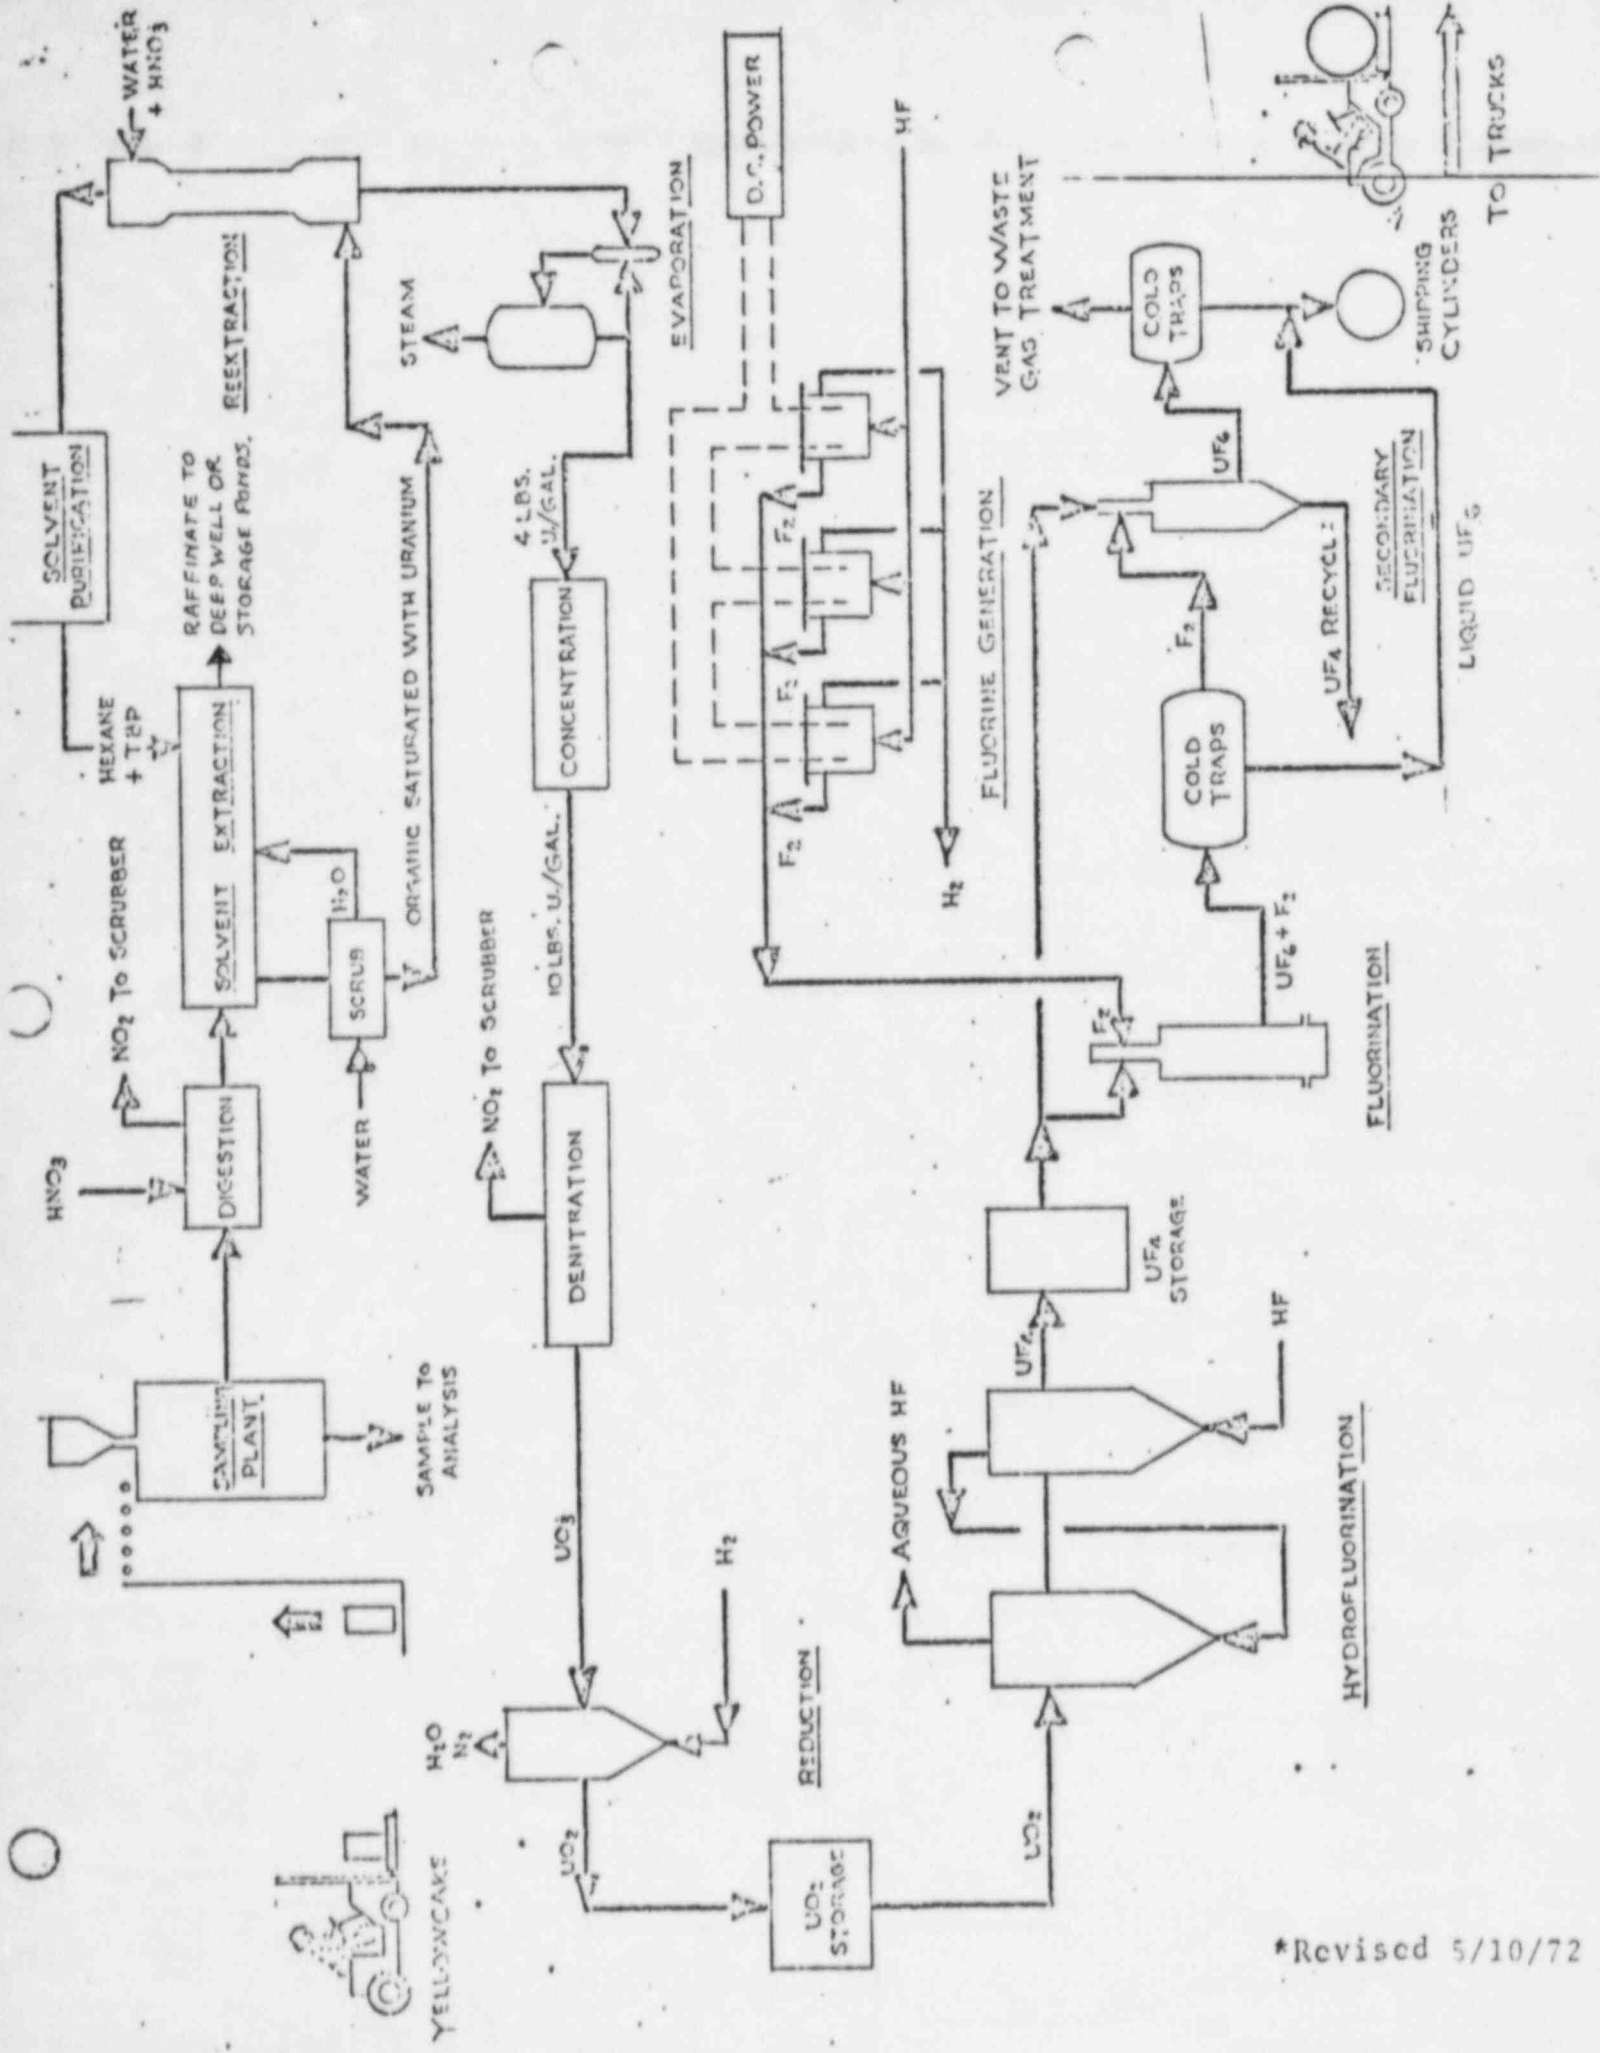 YELLOWCAKE
SAMPLING
PLANT
SAMPLE TO
ANALYSIS
HNO3
DIGESTION
NO2 TO SCRUBBER
HEXANE
+ TBP
SOLVENT EXTRACTION
RAFFINATE TO
DEEP WELL OR
STORAGE PONDS.
SOLVENT
PURIFICATION
WATER
+ HNO3
REEXTRACTION
WATER
SCRUB
H2O
ORGANIC SATURATED WITH URANIUM
STEAM
EVAPORATION
4 LBS.
U./GAL.
CONCENTRATION
10 LBS. U./GAL.
NO2 TO SCRUBBER
DENITRATION
UO3
H2O
N2
H2
REDUCTION
UO2
UO2
STORAGE
UO2
D.C. POWER
HF
F2
F2
F2
H2
FLUORINE GENERATION
AQUEOUS HF
HF
HYDROFLUORINATION
UF4
UF4
STORAGE
F2
FLUORINATION
UF6 + F2
COLD
TRAPS
F2
UF4 RECYCLE
UF6
SECONDARY
FLUORINATION
LIQUID UF6
VENT TO WASTE
GAS TREATMENT
COLD
TRAPS
SHIPPING
CYLINDERS
TO TRUCKS
*Revised 5/10/72